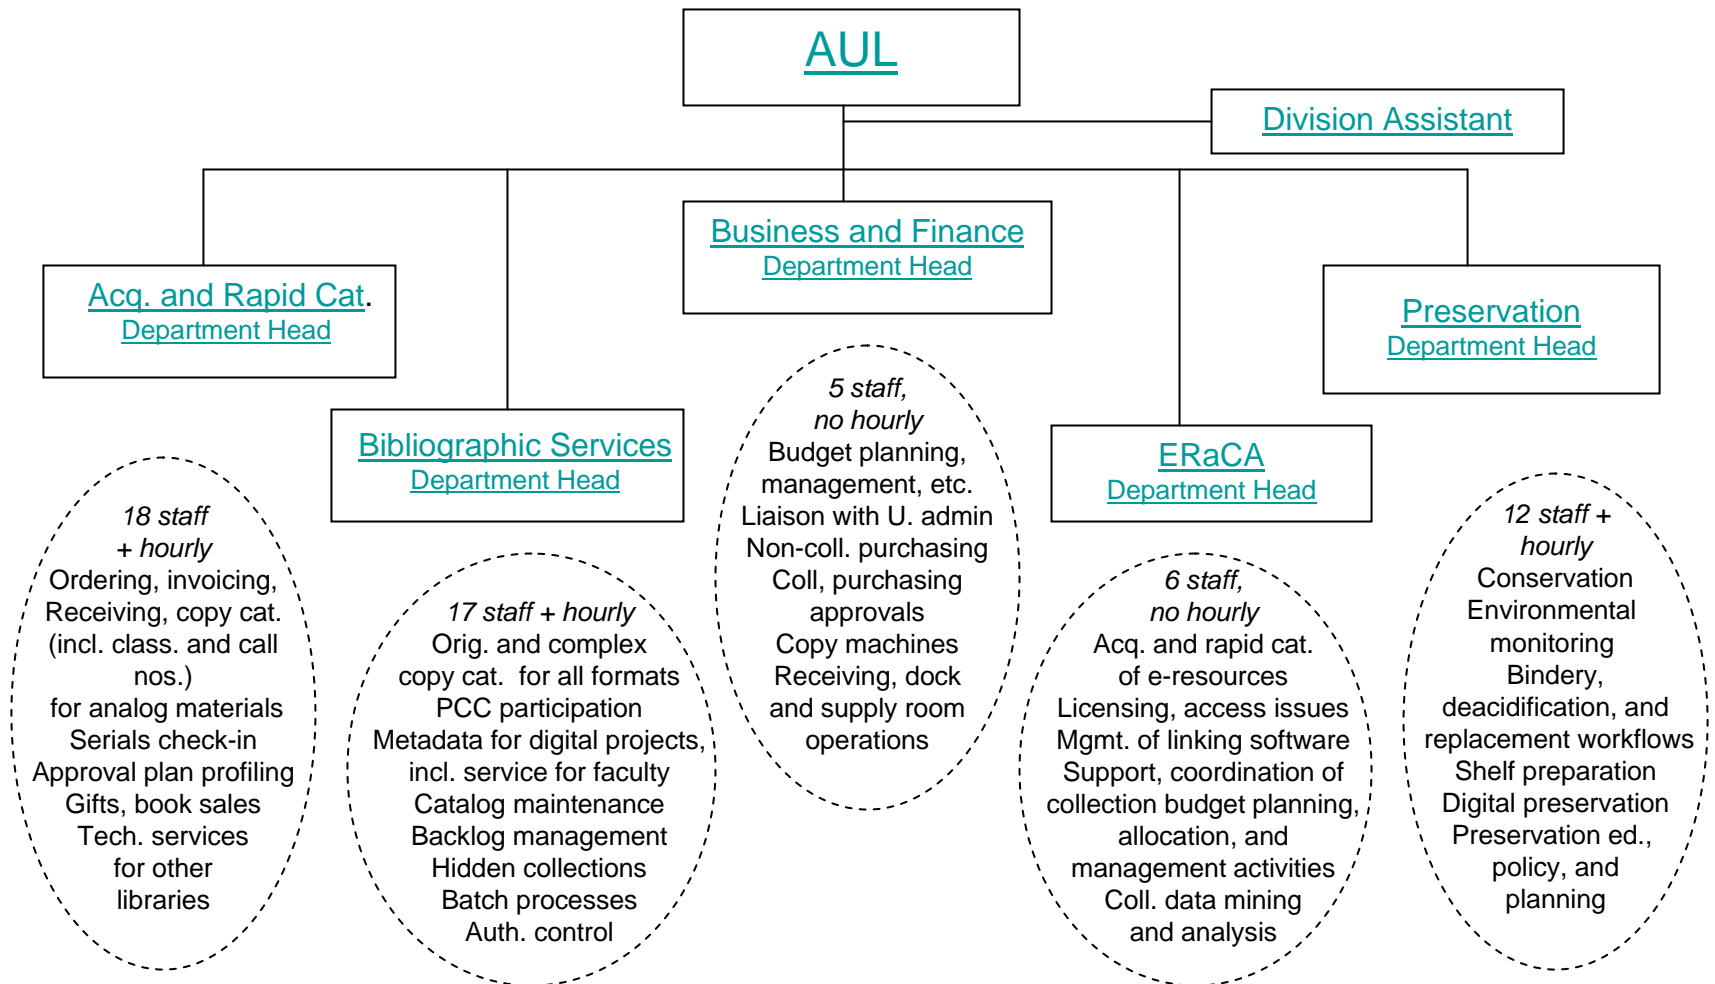 AUL
Division Assistant
Business and Finance
Department Head
Acq. and Rapid Cat.
Department Head
Preservation
Department Head
Bibliographic Services
Department Head
ERaCA
Department Head
18 staff
+ hourly
Ordering, invoicing,
Receiving, copy cat.
(incl. class. and call
nos.)
for analog materials
Serials check-in
Approval plan profiling
Gifts, book sales
Tech. services
for other
libraries
17 staff + hourly
Orig. and complex
copy cat. for all formats
PCC participation
Metadata for digital projects,
incl. service for faculty
Catalog maintenance
Backlog management
Hidden collections
Batch processes
Auth. control
5 staff,
no hourly
Budget planning,
management, etc.
Liaison with U. admin
Non-coll. purchasing
Coll, purchasing
approvals
Copy machines
Receiving, dock
and supply room
operations
6 staff,
no hourly
Acq. and rapid cat.
of e-resources
Licensing, access issues
Mgmt. of linking software
Support, coordination of
collection budget planning,
allocation, and
management activities
Coll. data mining
and analysis
12 staff +
hourly
Conservation
Environmental
monitoring
Bindery,
deacidification, and
replacement workflows
Shelf preparation
Digital preservation
Preservation ed.,
policy, and
planning